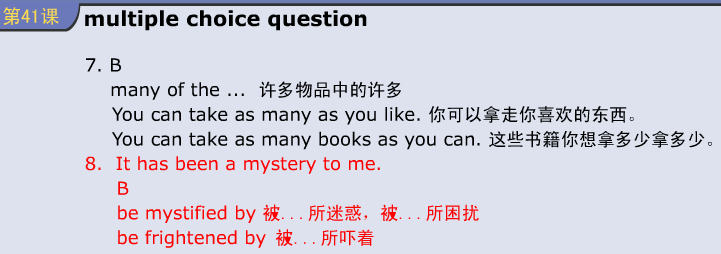 第41课
multiple choice question
7. B
many of the ... 许多物品中的许多
You can take as many as you like. 你可以拿走你喜欢的东西。
You can take as many books as you can. 这些书籍你想拿多少拿多少。
8. It has been a mystery to me.
B
be mystified by 被...所迷惑，被...所困扰
be frightened by 被...所吓着